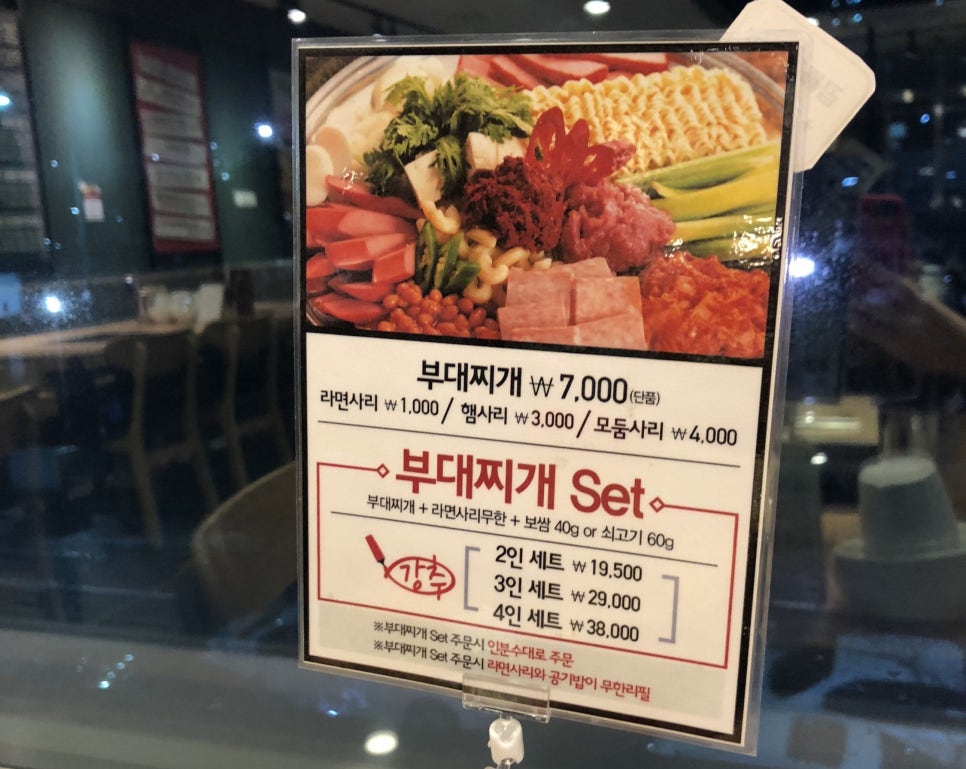 부대찌개 ₩ 7,000 (단품)
라면사리 ₩ 1,000 / 햄사리 ₩ 3,000 / 모둠사리 ₩ 4,000
부대찌개 Set
부대찌개 + 라면사리무한 + 보쌈 40g or 쇠고기 60g
강추
2인 세트 ₩ 19,500
3인 세트 ₩ 29,000
4인 세트 ₩ 38,000
※부대찌개 Set 주문시 인분수대로 주문
※부대찌개 Set 주문시 라면사리와 공기밥이 무한리필